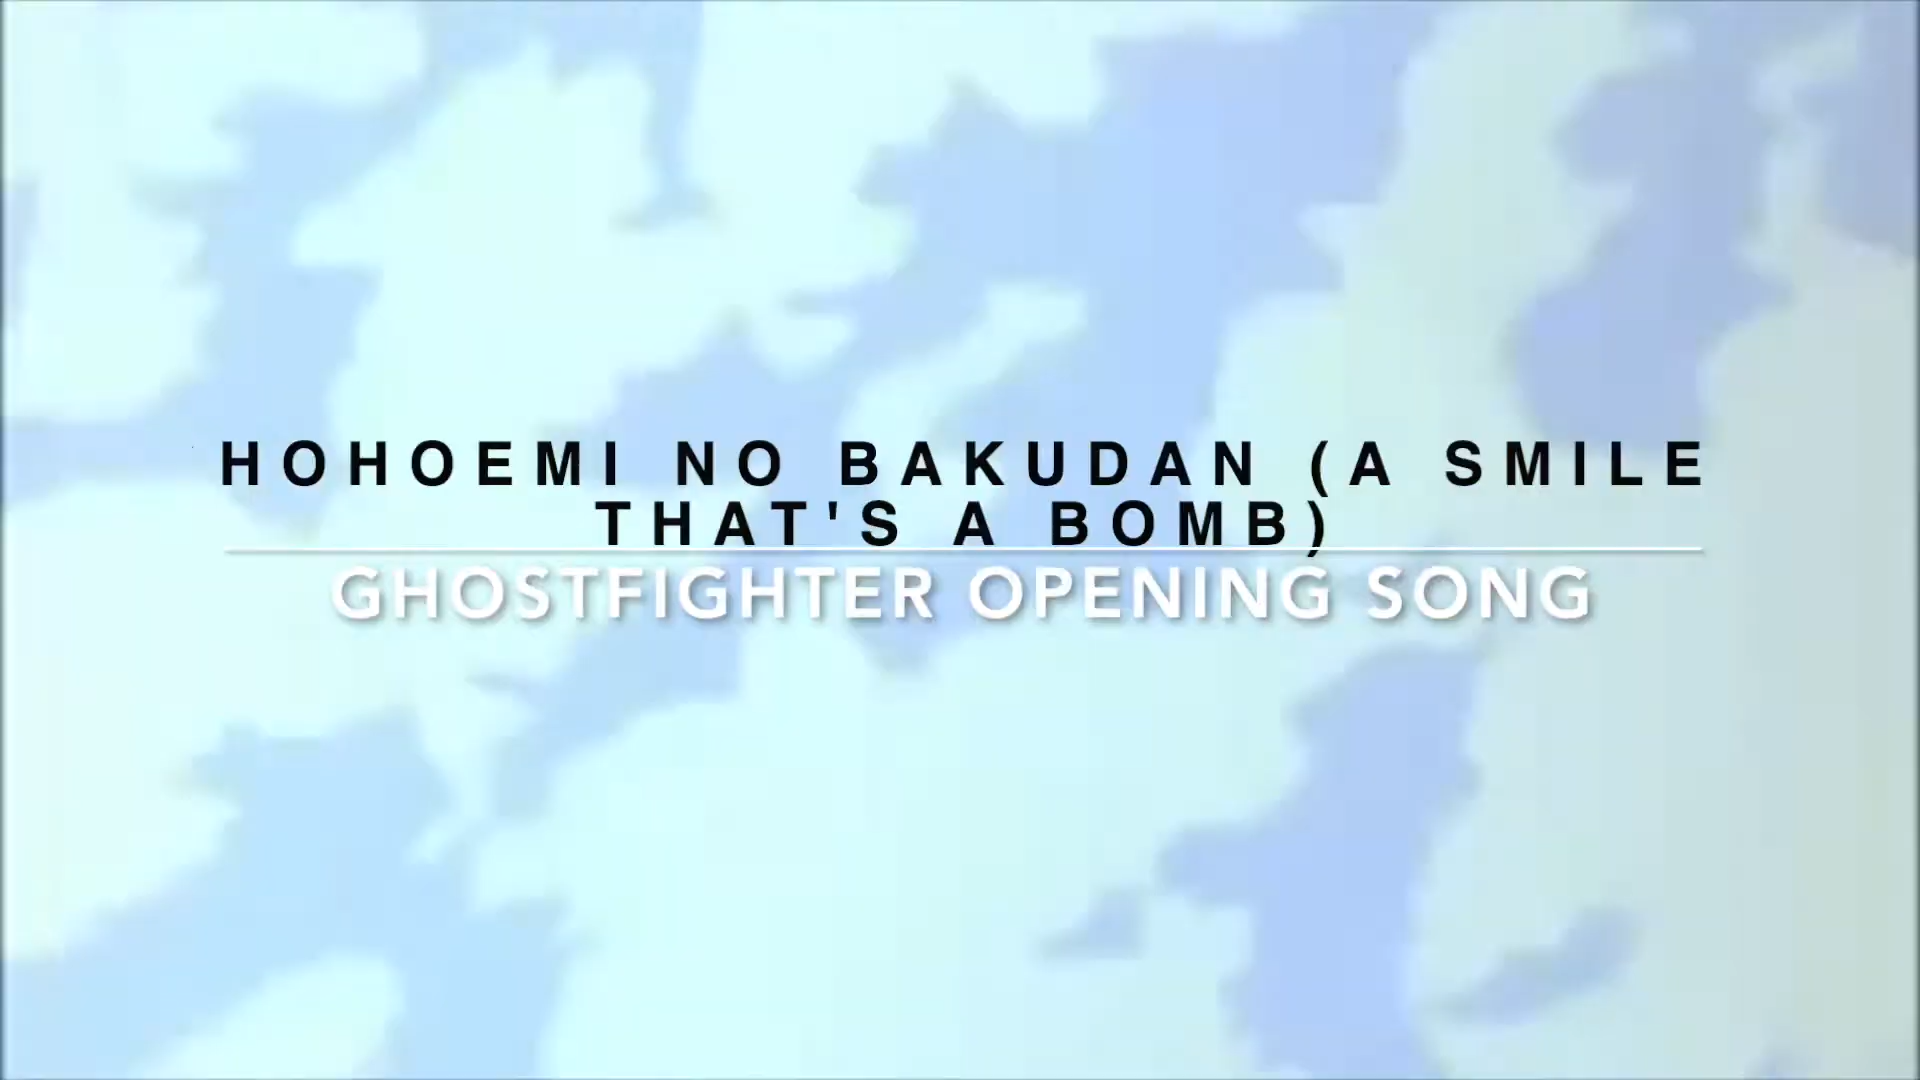 HOHOEMI NO BAKUDAN (A SMILE
THAT'S A BOMB)
GHOSTFIGHTER OPENING SONG